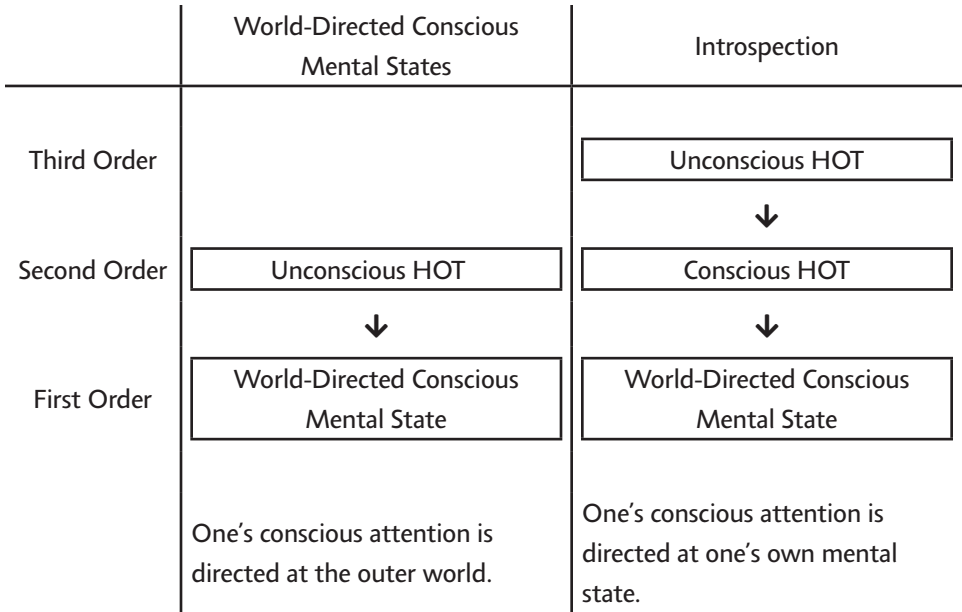 World-Directed Conscious
Mental States
Introspection
Third Order
Unconscious HOT
Second Order
Unconscious HOT
Conscious HOT
First Order
World-Directed Conscious
Mental State
World-Directed Conscious
Mental State
One’s conscious attention is
directed at the outer world.
One’s conscious attention is
directed at one’s own mental
state.